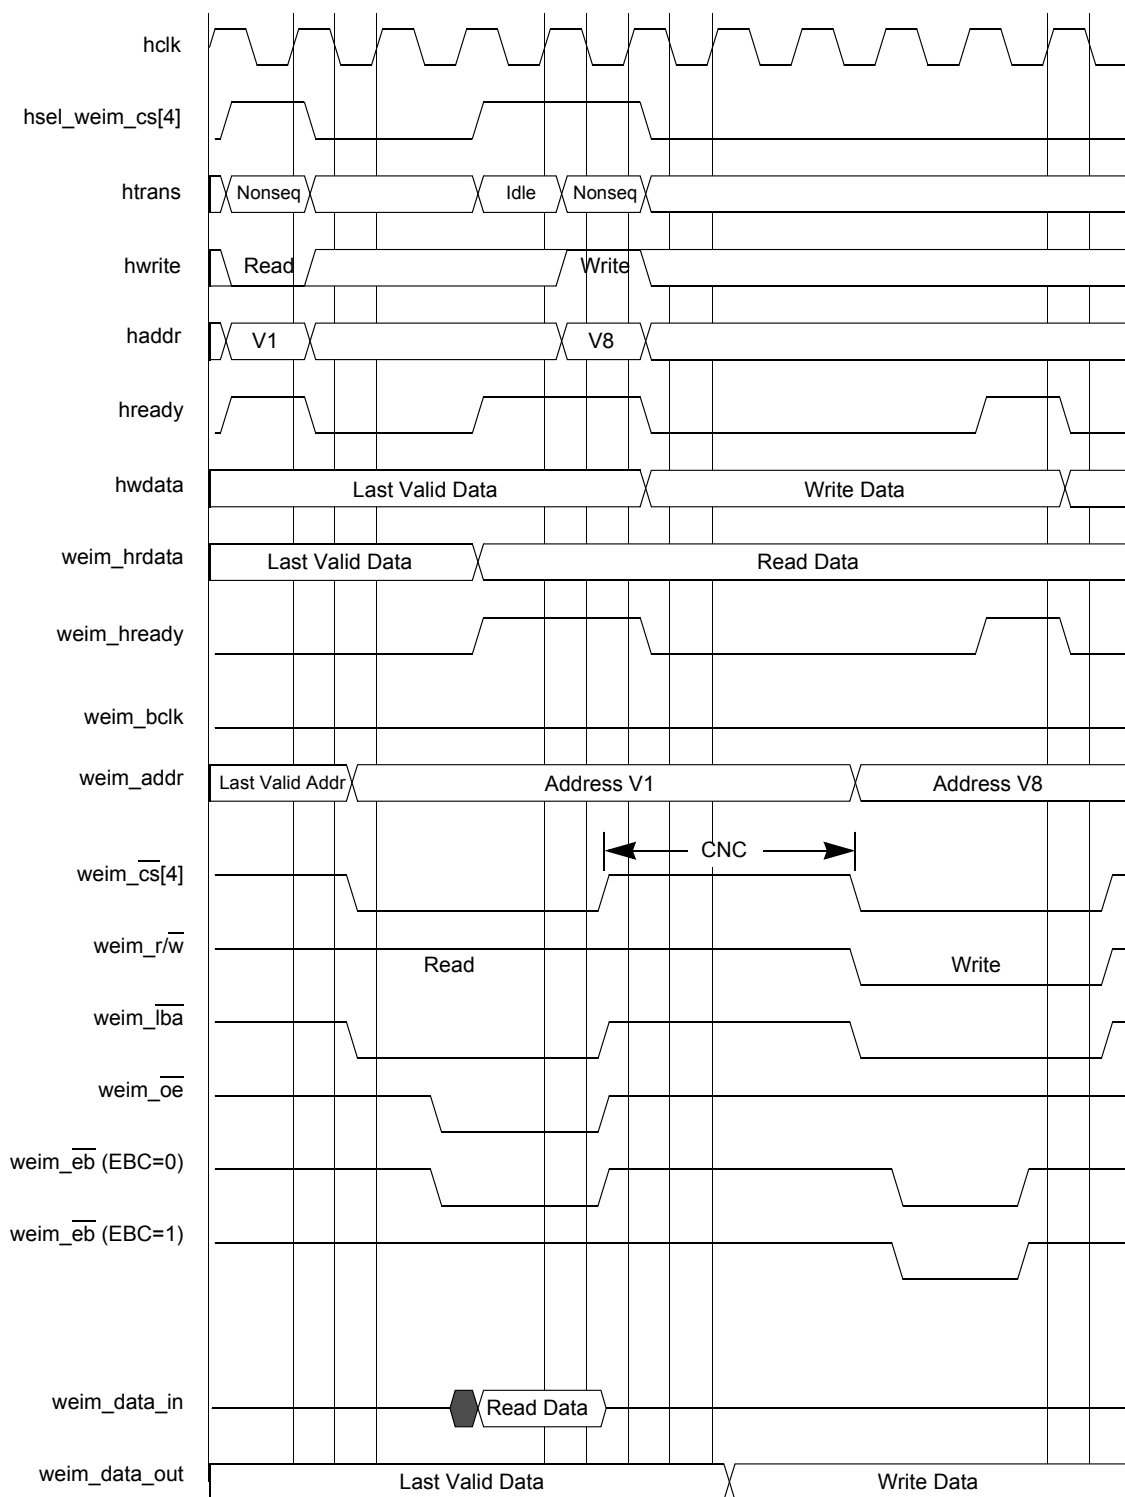 hclk
hsel_weim_cs[4]
htrans Nonseq Idle Nonseq
hwrite Read Write
haddr V1 V8
hready
hwdata Last Valid Data Write Data
weim_hrdata Last Valid Data Read Data
weim_hready
weim_bclk
weim_addr Last Valid Addr Address V1 Address V8
CNC
weim_cs[4]
weim_r/w Read Write
weim_lba
weim_oe
weim_eb (EBC=0)
weim_eb (EBC=1)
weim_data_in Read Data
weim_data_out Last Valid Data Write Data